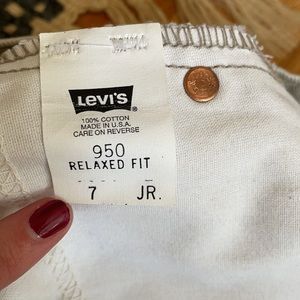 LEVI'S
100% COTTON
MADE IN U.S.A.
CARE ON REVERSE
950
RELAXED FIT
7 JR.